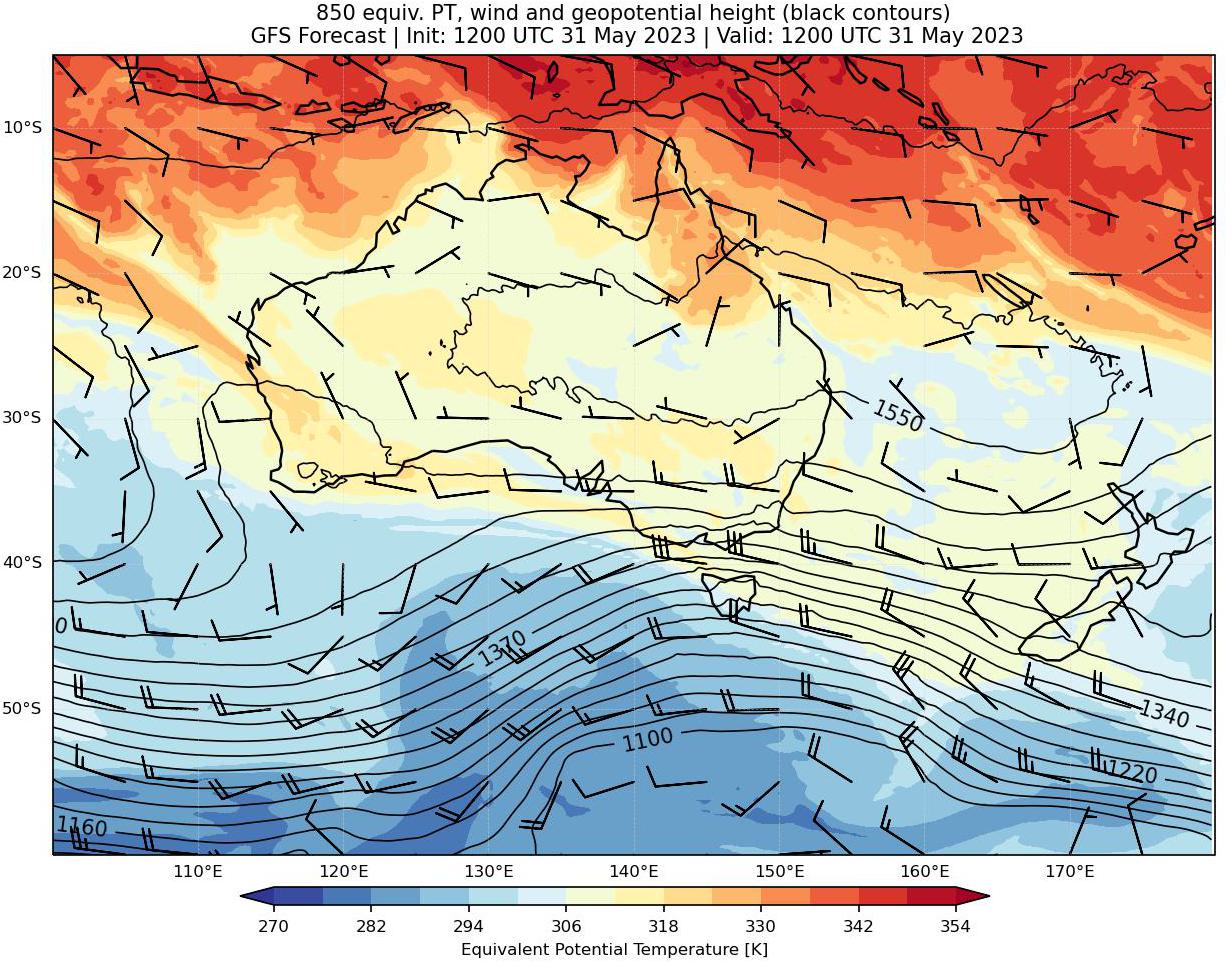 850 equiv. PT, wind and geopotential height (black contours)
GFS Forecast | Init: 1200 UTC 31 May 2023 | Valid: 1200 UTC 31 May 2023
10°S
20°S
30°S
40°S
50°S
1550
0
1370
1340
1100
1220
1160
110°E 120°E 130°E 140°E 150°E 160°E 170°E
270 282 294 306 318 330 342 354
Equivalent Potential Temperature [K]